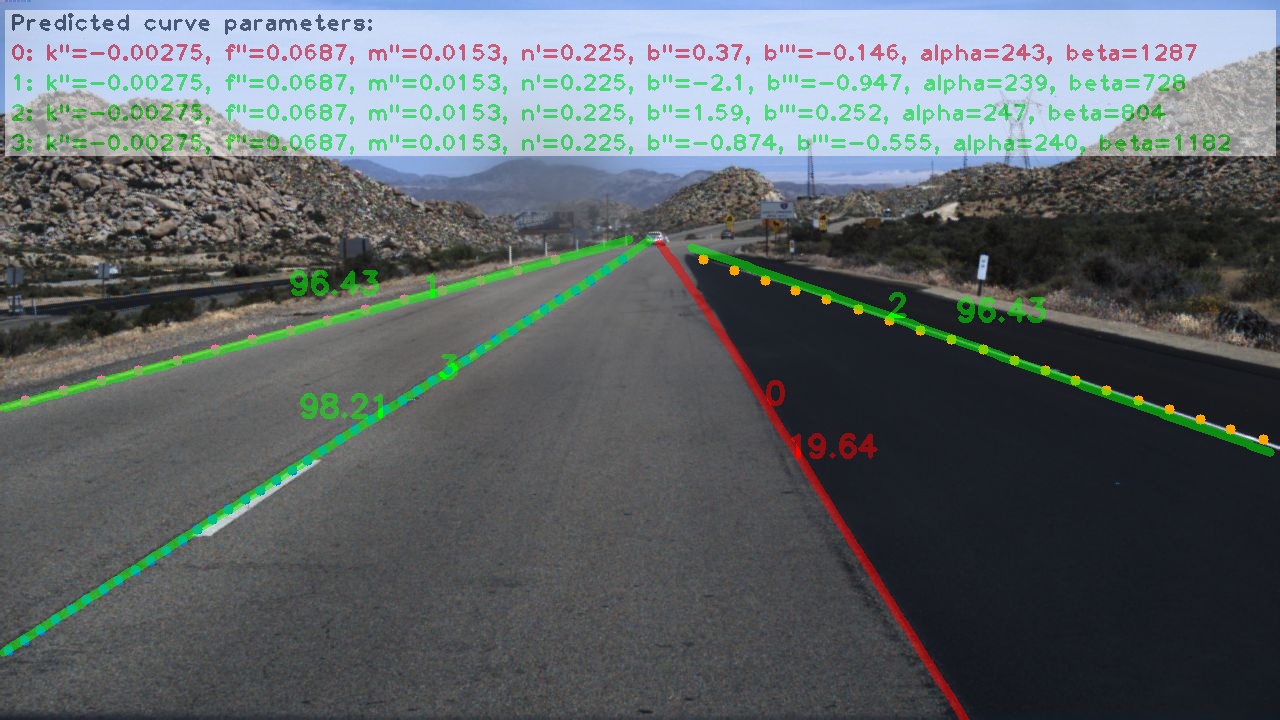 Predicted curve parameters:
0: k''=−0.00275, f''=0.0687, m''=0.0153, n'=0.225, b''=0.37, b'''=−0.146, alpha=243, beta=1287
1: k''=−0.00275, f''=0.0687, m''=0.0153, n'=0.225, b''=−2.1, b'''=−0.947, alpha=239, beta=728
2: k''=−0.00275, f''=0.0687, m''=0.0153, n'=0.225, b''=1.59, b'''=0.252, alpha=247, beta=804
3: k''=−0.00275, f''=0.0687, m''=0.0153, n'=0.225, b''=−0.874, b'''=−0.555, alpha=240, beta=1182
96.43 1
2 96.43
3
98.21
0
19.64